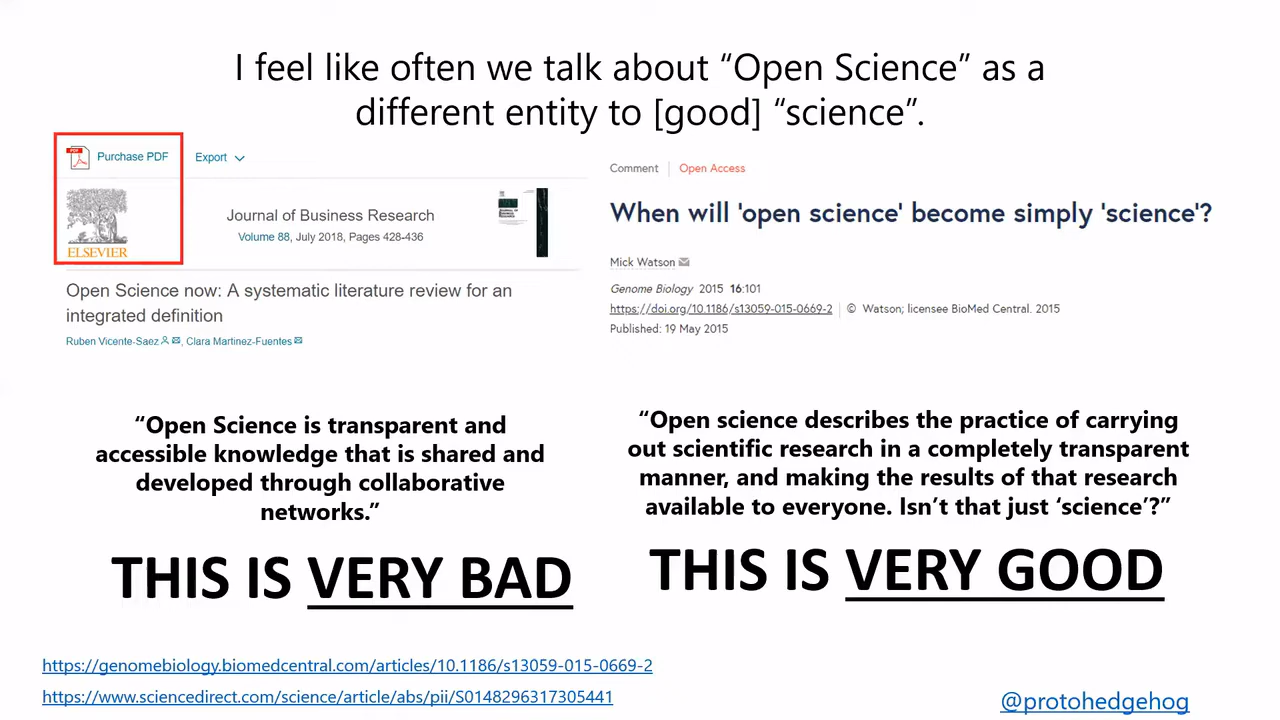 I feel like often we talk about “Open Science” as a
different entity to [good] “science”.
PDF
Purchase PDF
Export
ELSEVIER
Journal of Business Research
Volume 88, July 2018, Pages 428-436
Open Science now: A systematic literature review for an
integrated definition
Ruben Vicente-Saez, Clara Martinez-Fuentes
Comment | Open Access
When will 'open science' become simply 'science'?
Mick Watson
Genome Biology 2015 16:101
https://doi.org/10.1186/s13059-015-0669-2 | © Watson; licensee BioMed Central. 2015
Published: 19 May 2015
“Open Science is transparent and
accessible knowledge that is shared and
developed through collaborative
networks.”
THIS IS VERY BAD
“Open science describes the practice of carrying
out scientific research in a completely transparent
manner, and making the results of that research
available to everyone. Isn’t that just ‘science’?”
THIS IS VERY GOOD
https://genomebiology.biomedcentral.com/articles/10.1186/s13059-015-0669-2
https://www.sciencedirect.com/science/article/abs/pii/S0148296317305441
@protohedgehog